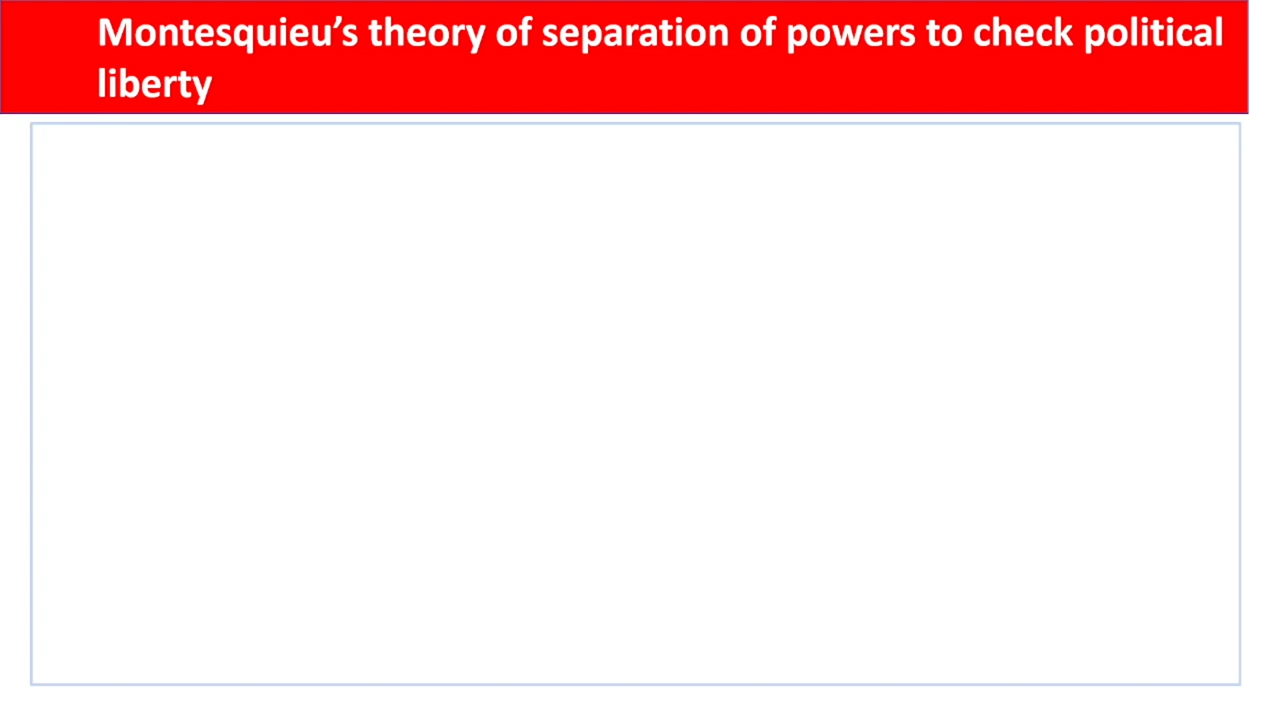 Montesquieu’s theory of separation of powers to check political
liberty